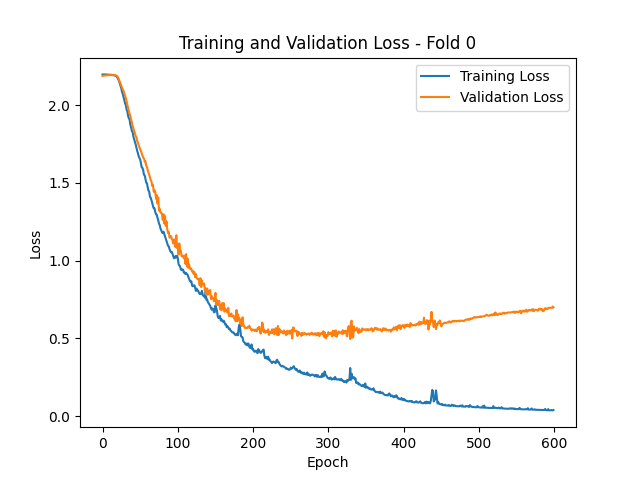 Training and Validation Loss - Fold 0
Training Loss
Validation Loss
2.0
1.5
1.0
0.5
0.0
Loss
0 100 200 300 400 500 600
Epoch